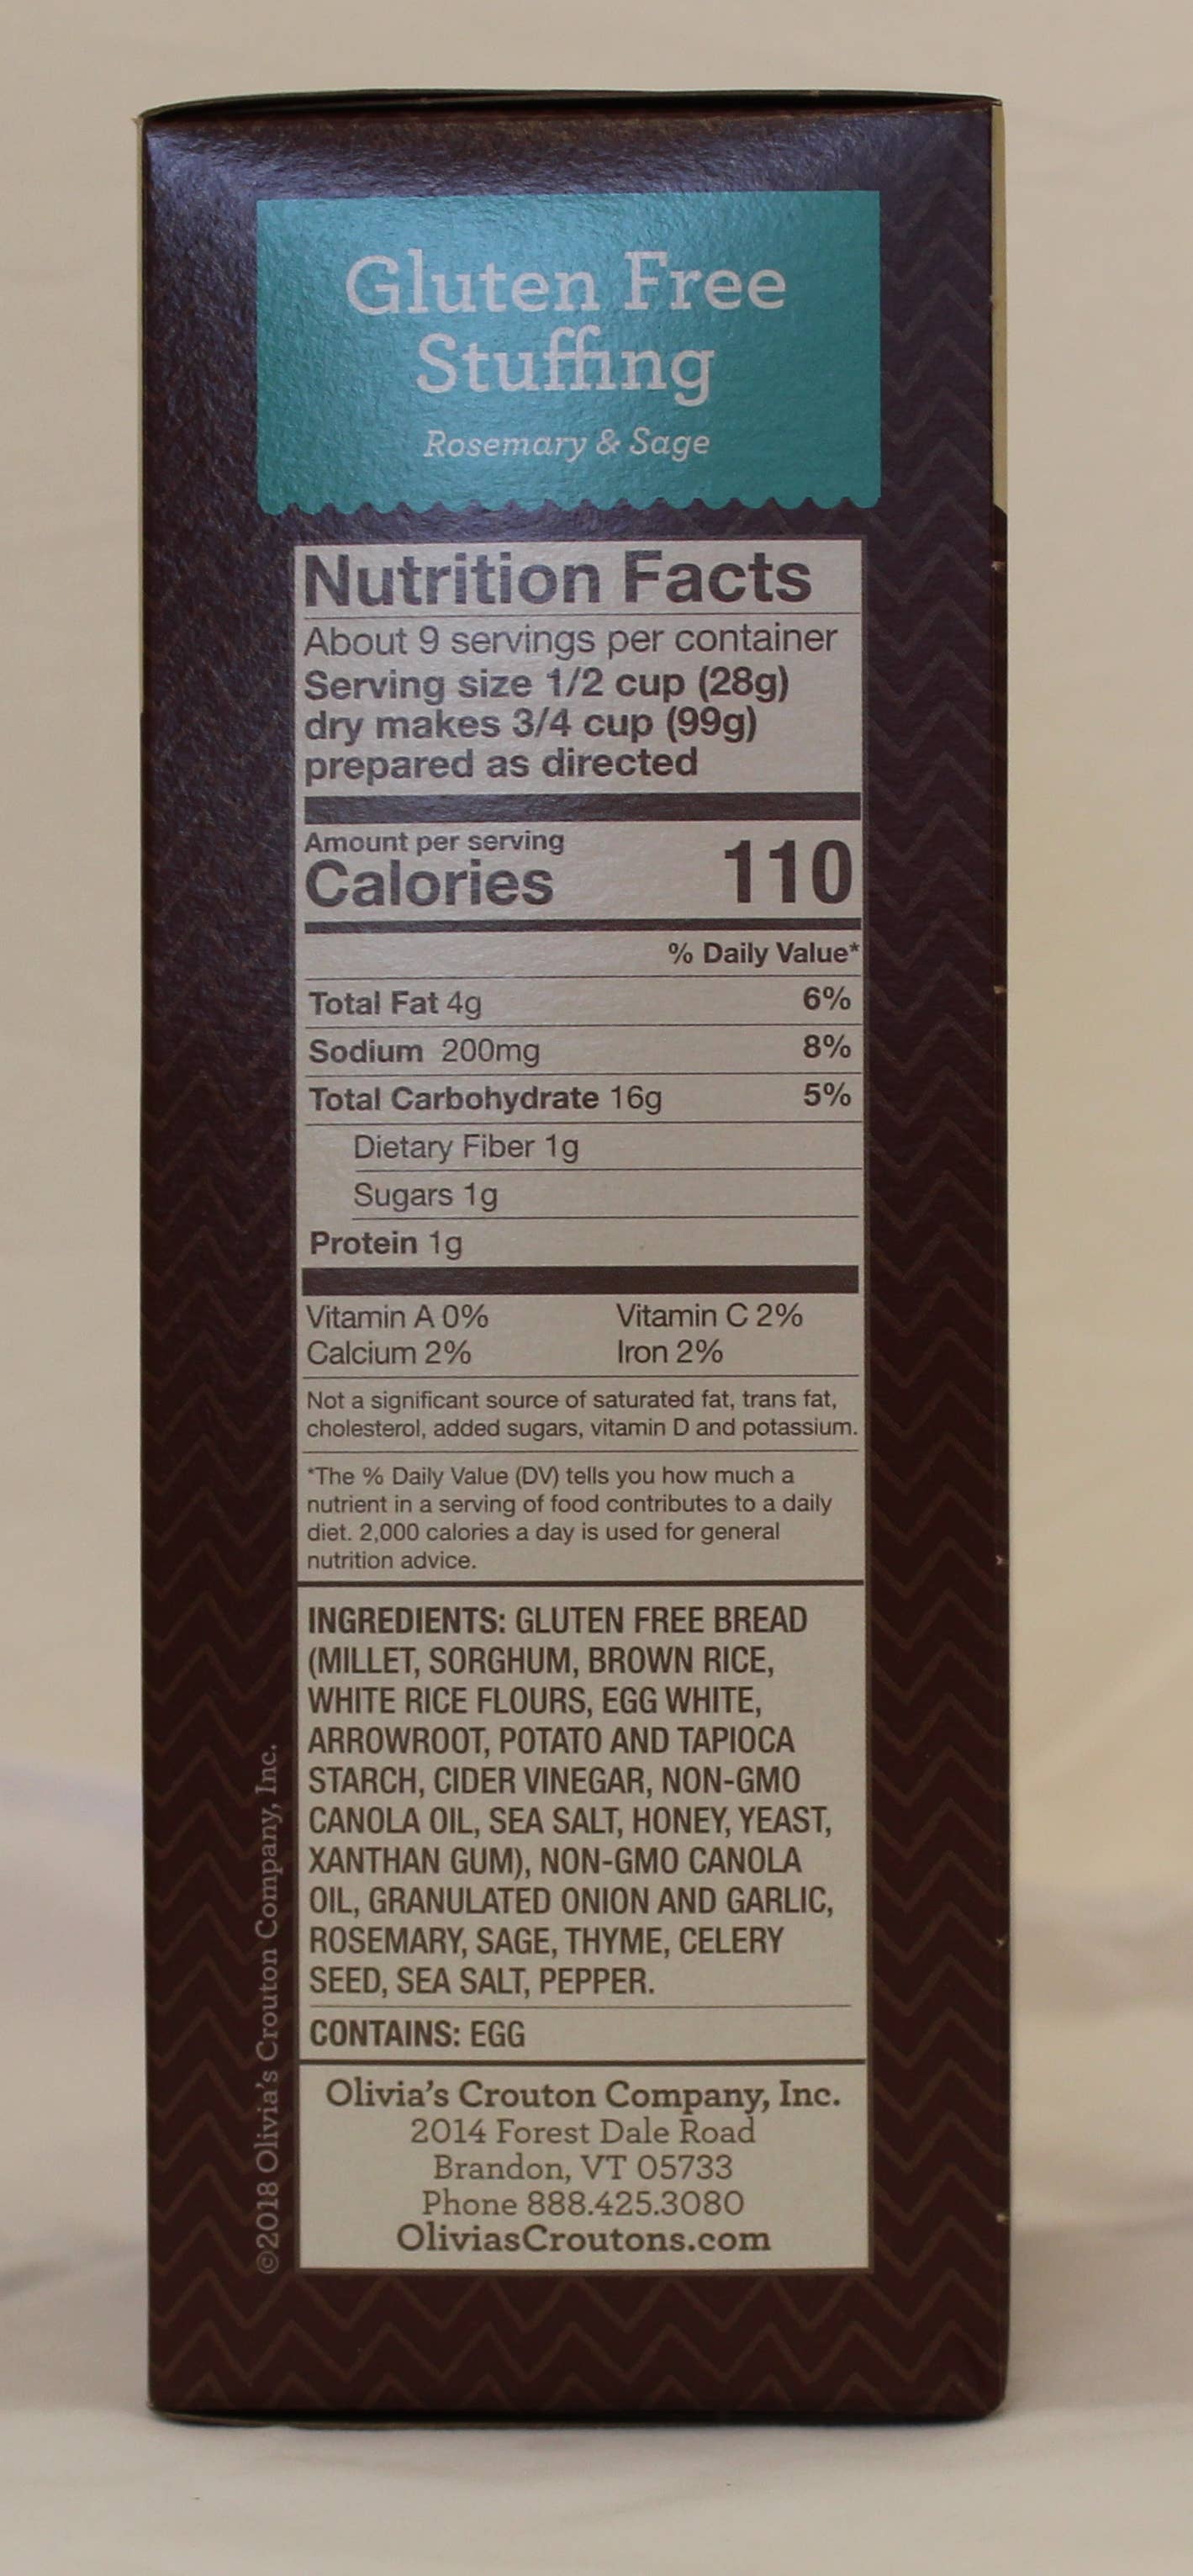 Gluten Free
Stuffing
Rosemary & Sage
Nutrition Facts
About 9 servings per container
Serving size 1/2 cup (28g)
dry makes 3/4 cup (99g)
prepared as directed
Amount per serving
Calories 110
% Daily Value*
Total Fat 4g 6%
Sodium 200mg 8%
Total Carbohydrate 16g 5%
Dietary Fiber 1g
Sugars 1g
Protein 1g
Vitamin A 0% Vitamin C 2%
Calcium 2% Iron 2%
Not a significant source of saturated fat, trans fat,
cholesterol, added sugars, vitamin D and potassium.
*The % Daily Value (DV) tells you how much a
nutrient in a serving of food contributes to a daily
diet. 2,000 calories a day is used for general
nutrition advice.
INGREDIENTS: GLUTEN FREE BREAD
(MILLET, SORGHUM, BROWN RICE,
WHITE RICE FLOURS, EGG WHITE,
ARROWROOT, POTATO AND TAPIOCA
STARCH, CIDER VINEGAR, NON-GMO
CANOLA OIL, SEA SALT, HONEY, YEAST,
XANTHAN GUM), NON-GMO CANOLA
OIL, GRANULATED ONION AND GARLIC,
ROSEMARY, SAGE, THYME, CELERY
SEED, SEA SALT, PEPPER.
CONTAINS: EGG
Olivia's Crouton Company, Inc.
2014 Forest Dale Road
Brandon, VT 05733
Phone 888.425.3080
OliviasCroutons.com
©2018 Olivia's Crouton Company, Inc.